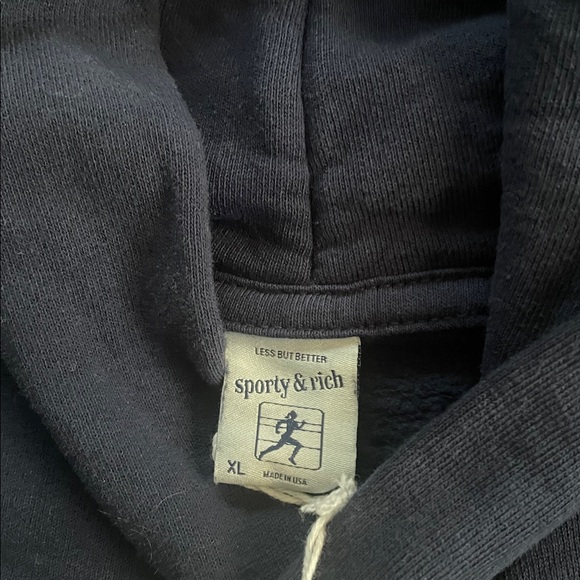 LESS BUT BETTER
sporty & rich
XL
MADE IN USA